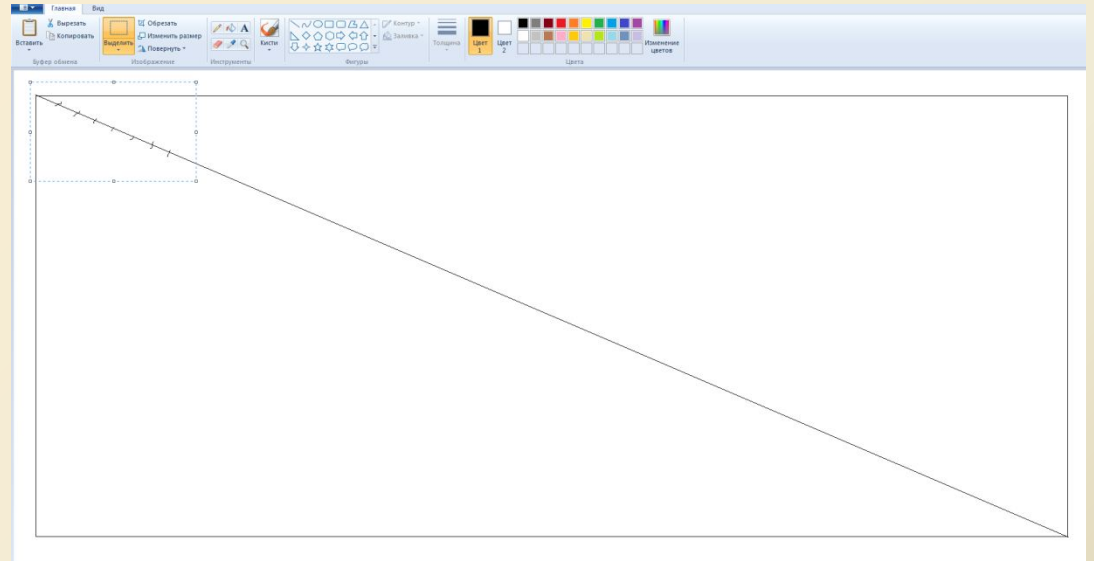 Главная Вид
Вставить Вырезать Копировать
Выделить Обрезать Изменить размер Повернуть
A
Кисти
Контур Заливка
Толщина
Цвет 1
Цвет 2
Изменение цветов
Буфер обмена Изображение Инструменты Фигуры Цвета